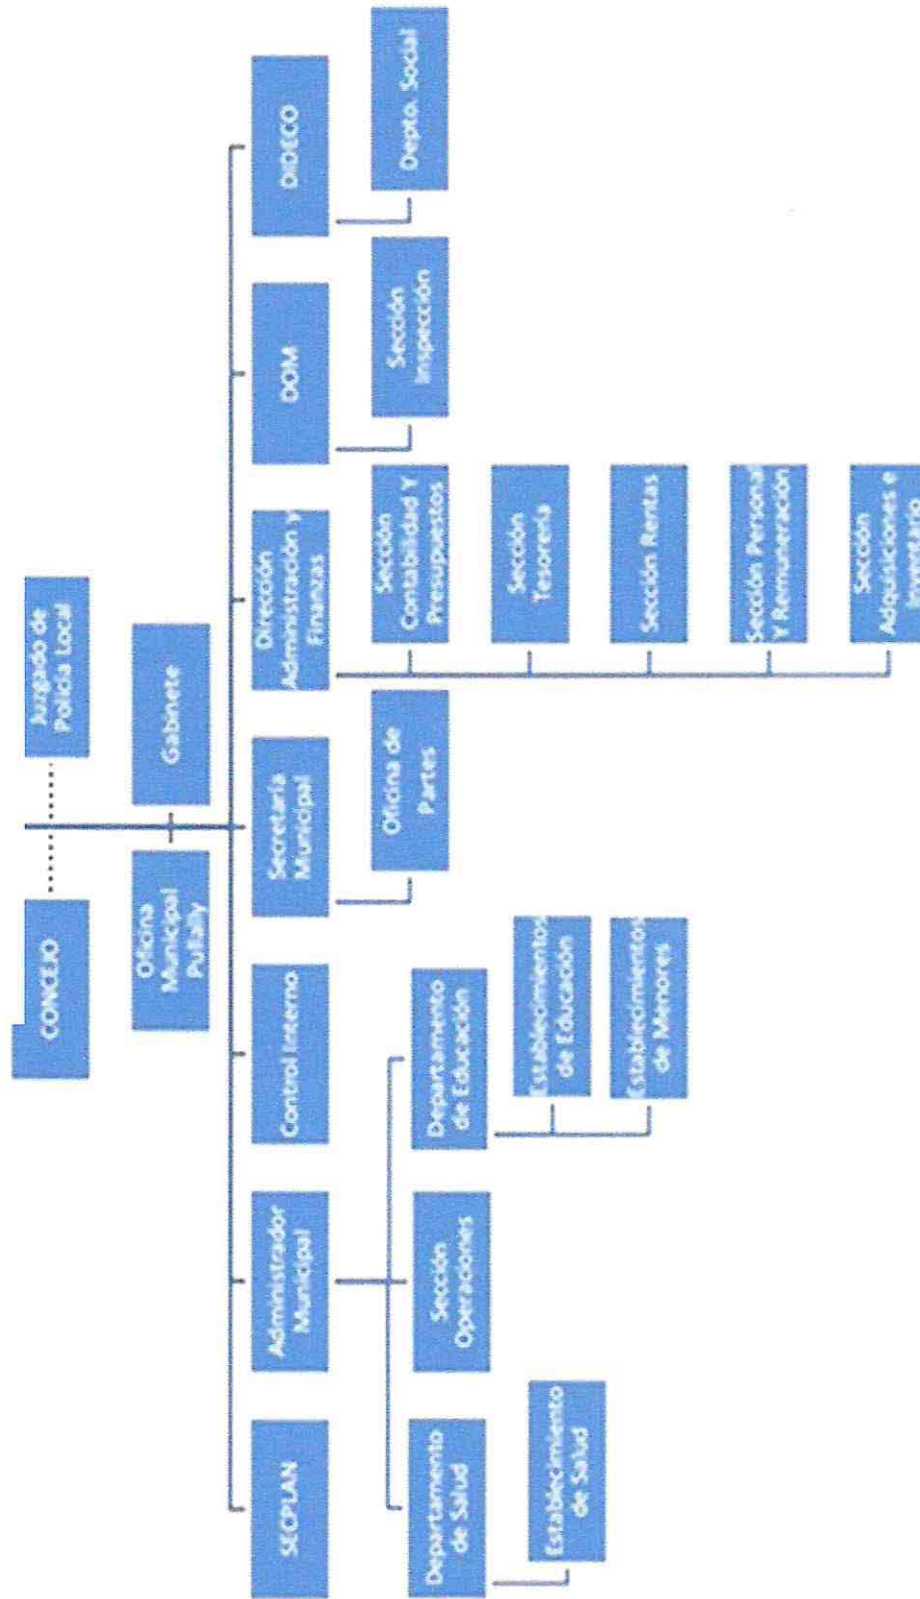 CONCEJO
Juzgado de
Policía Local
Oficina
Municipal
Pullally
Gabinete
SECPLAN
Administrador
Municipal
Control Interno
Secretaría
Municipal
Dirección
Administración Y
Finanzas
DOM
DIDECO
Departamento
de Salud
Sección
Operaciones
Departamento
de Educación
Oficina de
Partes
Sección
Contabilidad Y
Presupuestos
Sección
Inspección
Depto. Social
Establecimiento
de Salud
Establecimientos
de Educación
Establecimientos
de Menores
Sección
Tesorería
Sección Rentas
Sección Personal
Y Remuneración
Sección
Adquisiciones e
Inventario